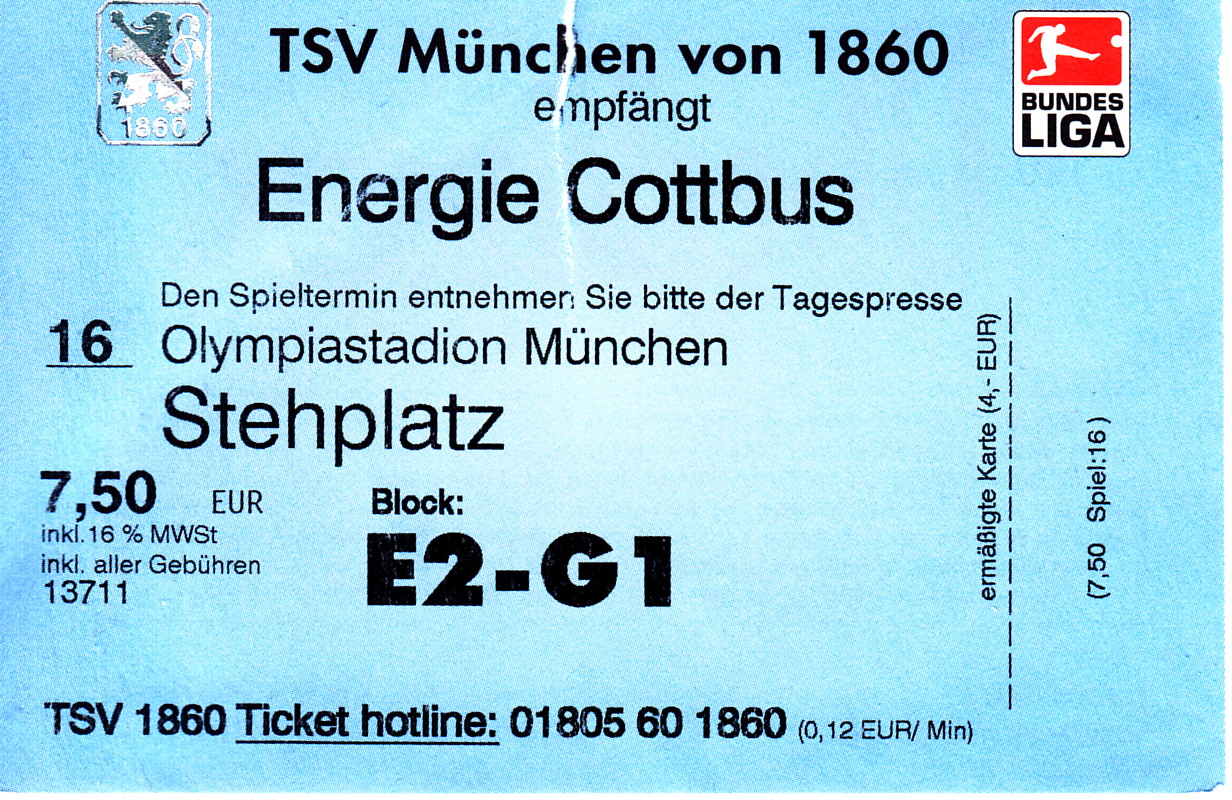 1860
TSV München von 1860
BUNDES
LIGA
empfängt
Energie Cottbus
Den Spieltermin entnehmen Sie bitte der Tagespresse
16 Olympiastadion München
Stehplatz
7,50 EUR
inkl.16 % MWSt
inkl. aller Gebühren
13711
Block:
E2-G1
ermäßigte Karte (4,- EUR)
(7,50 Spiel:16 )
TSV 1860 Ticket hotline: 01805 60 1860 (0,12 EUR/ Min)